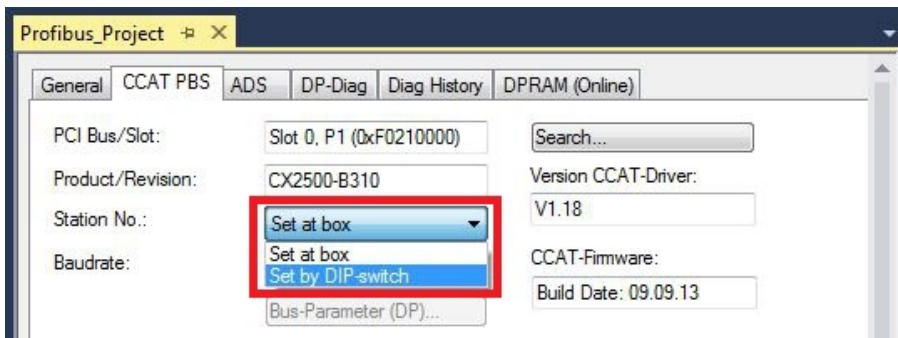 Profibus_Project
General CCAT PBS ADS DP-Diag Diag History DPRAM (Online)
PCI Bus/Slot: Slot 0, P1 (0xF0210000) Search...
Product/Revision: CX2500-B310 Version CCAT-Driver:
Station No.: Set at box V1.18
Baudrate: Set at box CCAT-Firmware:
Set by DIP-switch
Build Date: 09.09.13
Bus-Parameter (DP)...